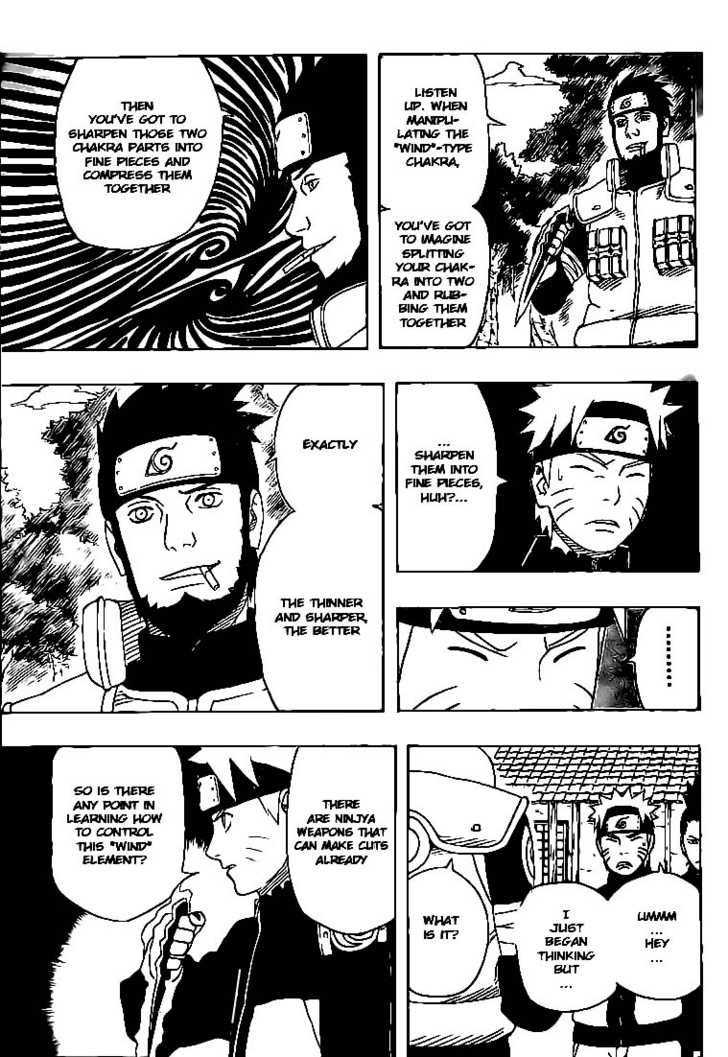 LISTEN
UP. WHEN
MANIPU-
LATING THE
"WIND"-TYPE
CHAKRA,
YOU'VE GOT
TO IMAGINE
SPLITTING
YOUR CHAK-
RA INTO TWO
AND RUB-
BING THEM
TOGETHER
THEN
YOU'VE GOT TO
SHARPEN THOSE TWO
CHAKRA PARTS INTO
FINE PIECES AND
COMPRESS THEM
TOGETHER
...
SHARPEN
THEM INTO
FINE PIECES,
HUH?...
EXACTLY
THE THINNER
AND SHARPER,
THE BETTER
.........
UMMM
...
HEY
...
I
JUST
BEGAN
THINKING
BUT
...
WHAT
IS IT?
THERE
ARE NINJYA
WEAPONS THAT
CAN MAKE CUTS
ALREADY
SO IS THERE
ANY POINT IN
LEARNING HOW
TO CONTROL
THIS "WIND"
ELEMENT?